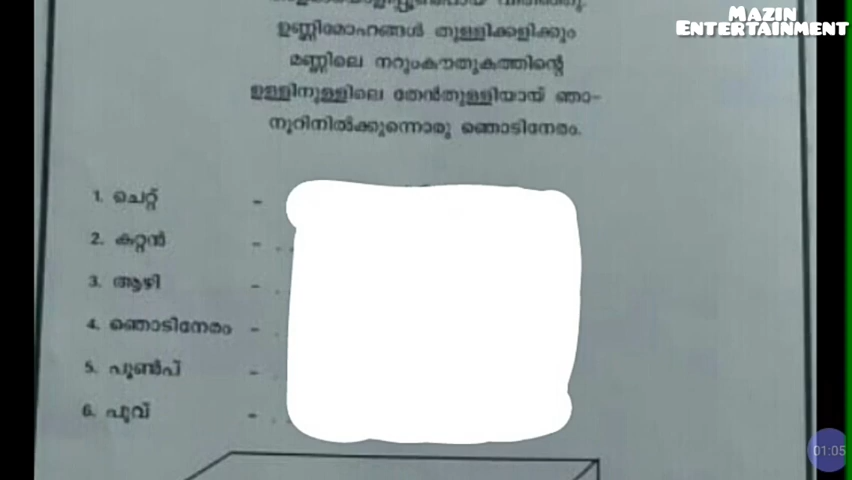 MAZIN
ENTERTAINMENT
ഉണ്ണിമോഹങ്ങൾ തുള്ളിക്കളിക്കും
മണ്ണിലെ നറുംകൗതുകത്തിന്റെ
ഉള്ളിനുള്ളിലെ തേൻതുള്ളിയായ് ഞാ-
നൂറിനിൽക്കുന്നൊരു ഞൊടിനേരം.
1. ചെറ്റ് -
2. കറ്റൻ -
3. ആഴി -
4. ഞൊടിനേരം -
5. പൂൺപ് -
6. പൂവ് -
01:05